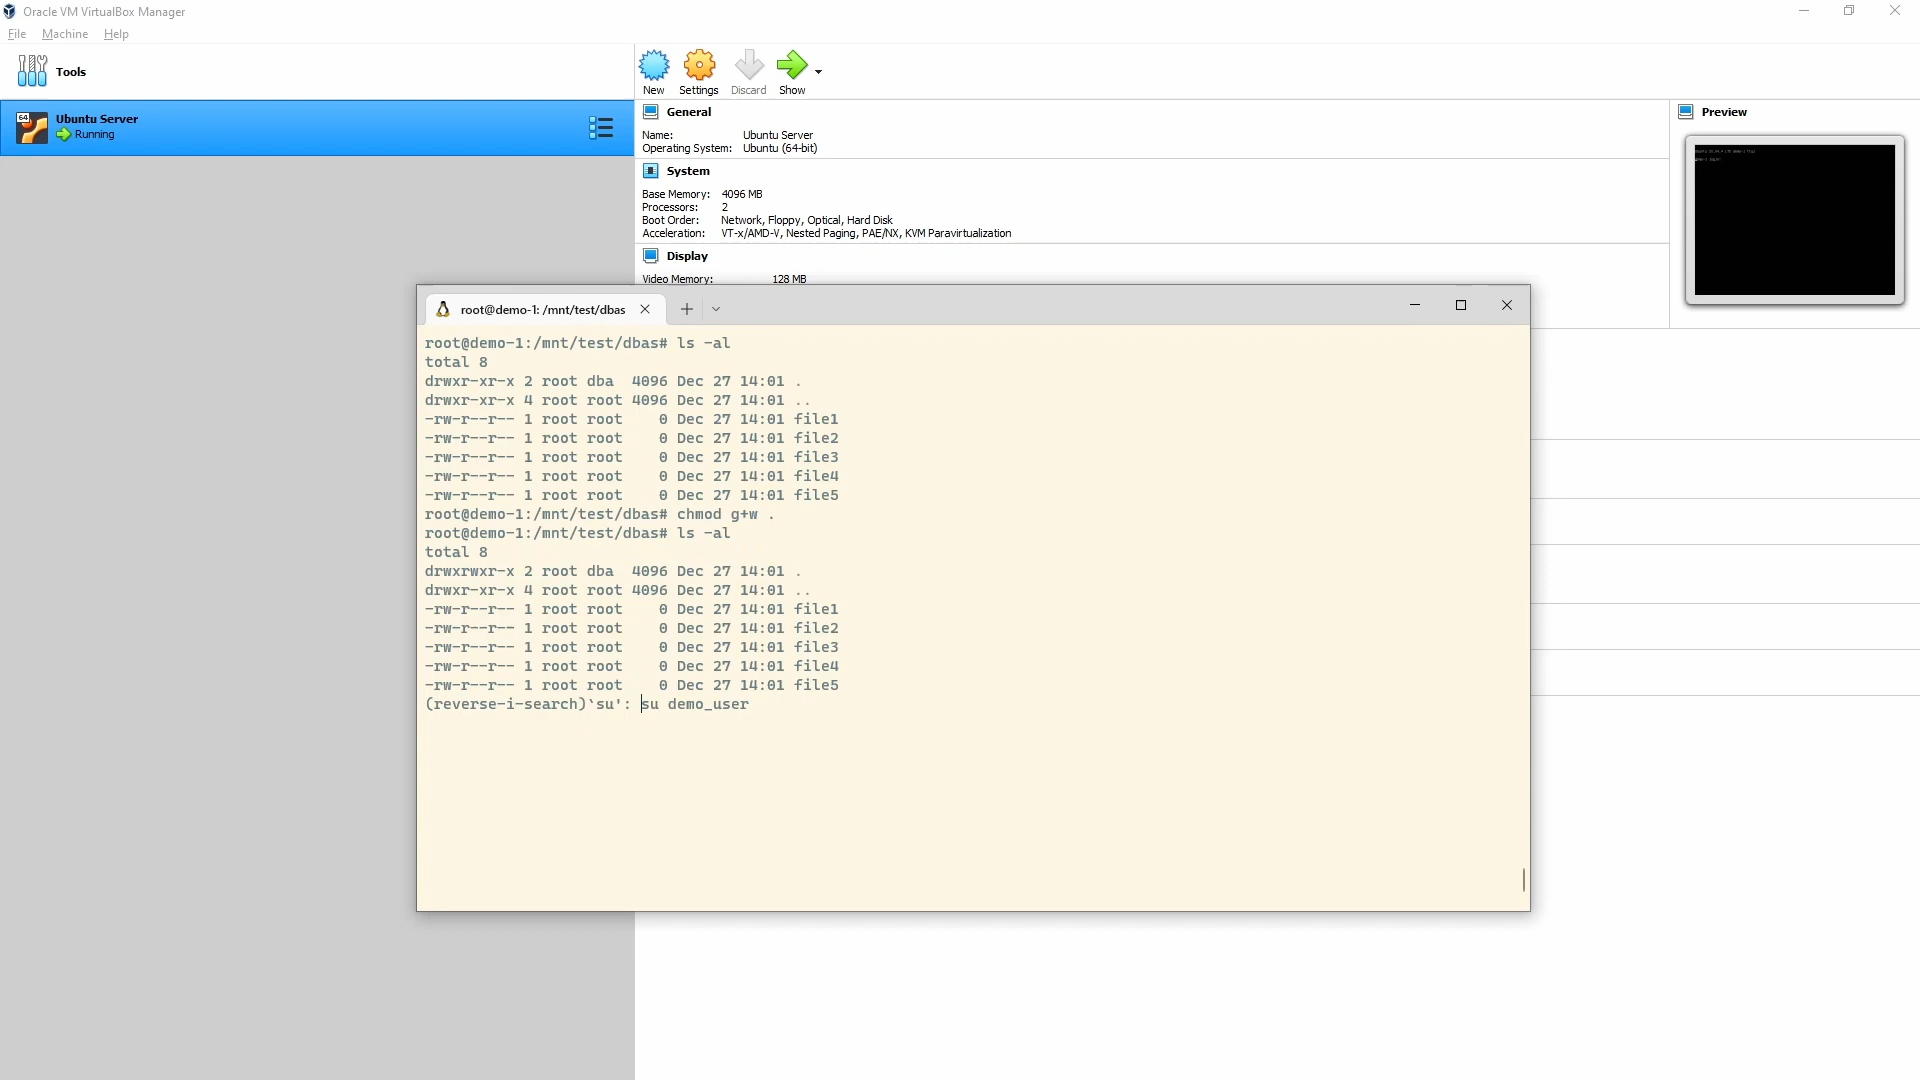 Oracle VM VirtualBox Manager
File Machine Help
Tools
New Settings Discard Show
64
Ubuntu Server
Running
General
Name: Ubuntu Server
Operating System: Ubuntu (64-bit)
System
Base Memory: 4096 MB
Processors: 2
Boot Order: Network, Floppy, Optical, Hard Disk
Acceleration: VT-x/AMD-V, Nested Paging, PAE/NX, KVM Paravirtualization
Display
Video Memory: 128 MB
Preview
root@demo-1: /mnt/test/dbas
root@demo-1:/mnt/test/dbas# ls -al
total 8
drwxr-xr-x 2 root dba  4096 Dec 27 14:01 .
drwxr-xr-x 4 root root 4096 Dec 27 14:01 ..
-rw-r--r-- 1 root root    0 Dec 27 14:01 file1
-rw-r--r-- 1 root root    0 Dec 27 14:01 file2
-rw-r--r-- 1 root root    0 Dec 27 14:01 file3
-rw-r--r-- 1 root root    0 Dec 27 14:01 file4
-rw-r--r-- 1 root root    0 Dec 27 14:01 file5
root@demo-1:/mnt/test/dbas# chmod g+w .
root@demo-1:/mnt/test/dbas# ls -al
total 8
drwxrwxr-x 2 root dba  4096 Dec 27 14:01 .
drwxr-xr-x 4 root root 4096 Dec 27 14:01 ..
-rw-r--r-- 1 root root    0 Dec 27 14:01 file1
-rw-r--r-- 1 root root    0 Dec 27 14:01 file2
-rw-r--r-- 1 root root    0 Dec 27 14:01 file3
-rw-r--r-- 1 root root    0 Dec 27 14:01 file4
-rw-r--r-- 1 root root    0 Dec 27 14:01 file5
(reverse-i-search)`su': su demo_user